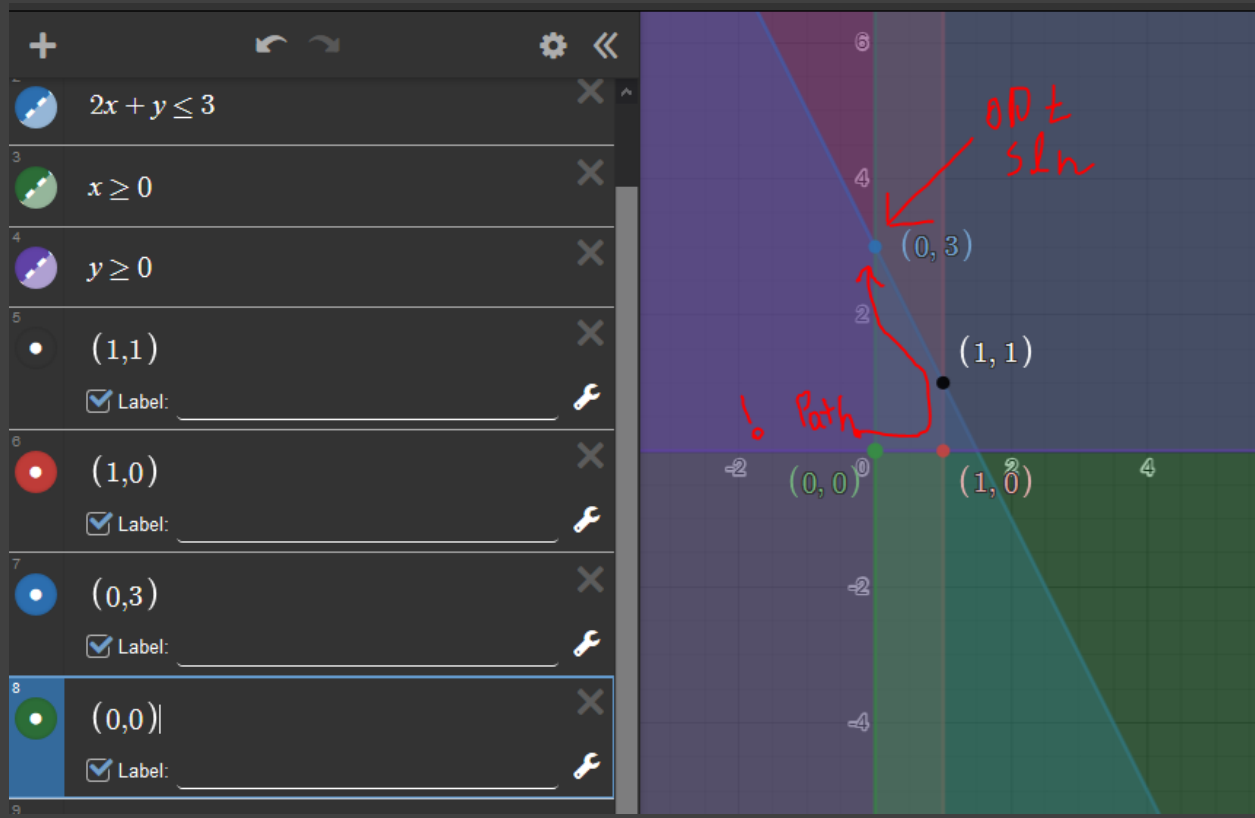 2x + y ≤ 3
3
x ≥ 0
4
y ≥ 0
5
(1,1)
Label:
6
(1,0)
Label:
7
(0,3)
Label:
8
(0,0)
Label:
9
6
opt
sln
4
(0, 3)
2
(1, 1)
! Path
-2
0
2
4
(0, 0)
(1, 0)
-2
-4